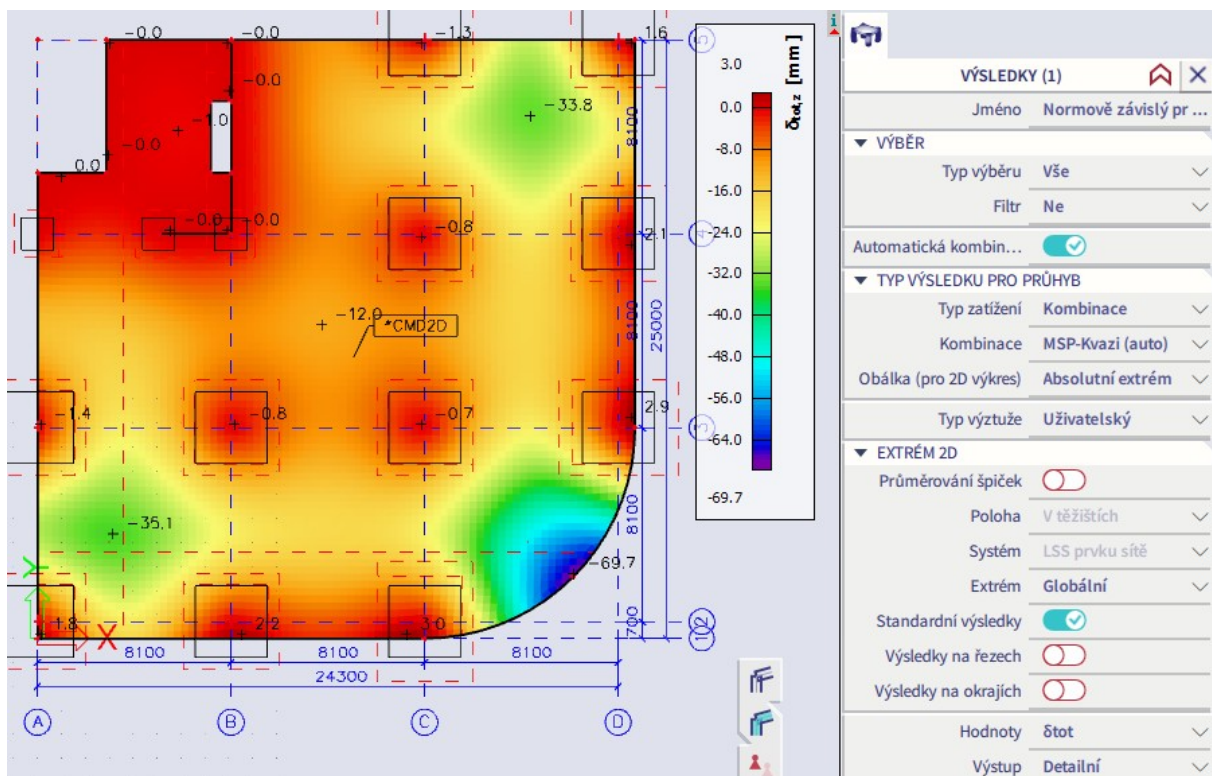 -0.0
-0.0
-1.3
1.6
5
-0.0
-33.8
8100
-1.0
-0.0
0.0
-0.0
+0.0
-0.8
2.1
4
-12.0
*CMD2D
8100
25000
-1.4
-0.8
-0.7
2.9
3
-35.1
8100
-69.7
1.8
2.2
3.0
700
Y
X
8100
8100
8100
24300
A
B
C
D
δtot,z [mm]
3.0
0.0
-8.0
-16.0
-24.0
-32.0
-40.0
-48.0
-56.0
-64.0
-69.7
i
VÝSLEDKY (1)
Jméno Normově závislý pr ...
VÝBĚR
Typ výběru Vše
Filtr Ne
Automatická kombin...
TYP VÝSLEDKU PRO PRŮHYB
Typ zatížení Kombinace
Kombinace MSP-Kvazi (auto)
Obálka (pro 2D výkres) Absolutní extrém
Typ výztuže Uživatelský
EXTRÉM 2D
Průměrování špiček
Poloha V těžištích
Systém LSS prvku sítě
Extrém Globální
Standardní výsledky
Výsledky na řezech
Výsledky na okrajích
Hodnoty δtot
Výstup Detailní